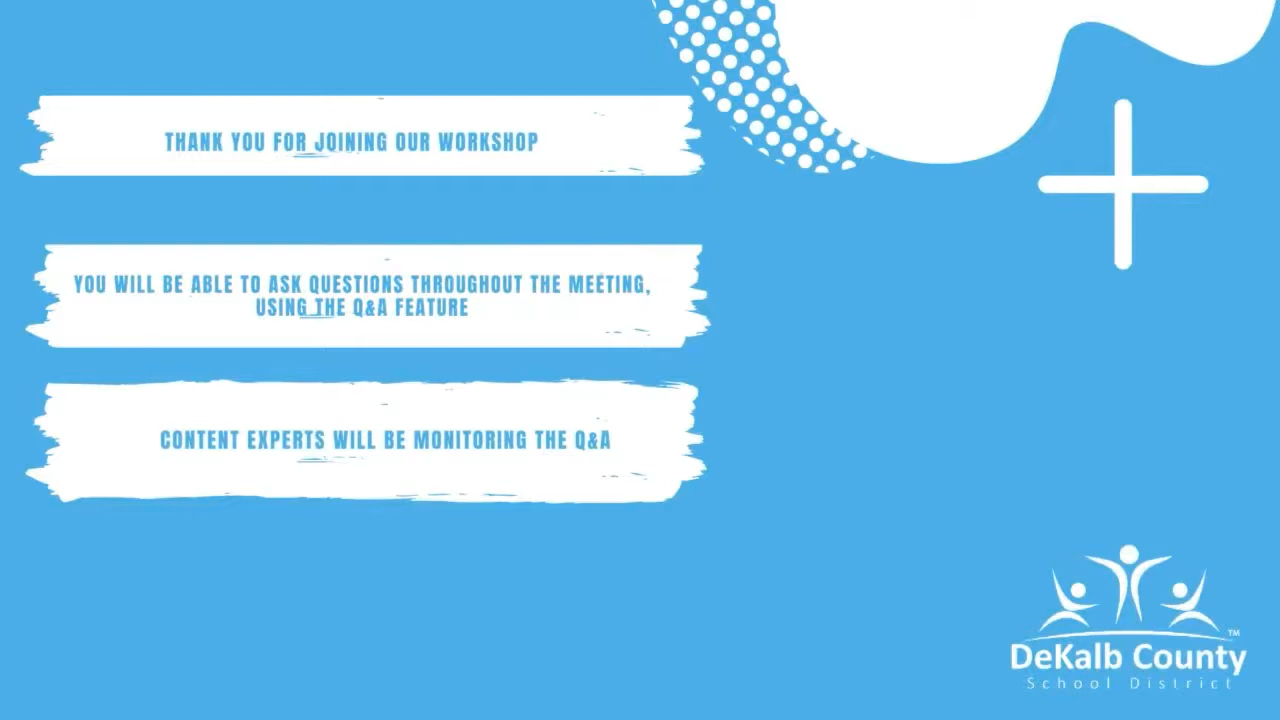 THANK YOU FOR JOINING OUR WORKSHOP
YOU WILL BE ABLE TO ASK QUESTIONS THROUGHOUT THE MEETING,
USING THE Q&A FEATURE
CONTENT EXPERTS WILL BE MONITORING THE Q&A
TM
DeKalb County
School District